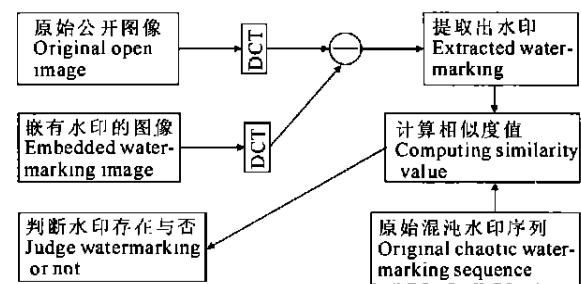 原始公开图像
Original open
image
DCT
提取出水印
Extracted water-
marking
嵌有水印的图像
Embedded water-
marking image
DCT
计算相似度值
Computing similarity
value
判断水印存在与否
Judge watermarking
or not
原始混沌水印序列
Original chaotic water-
marking sequence